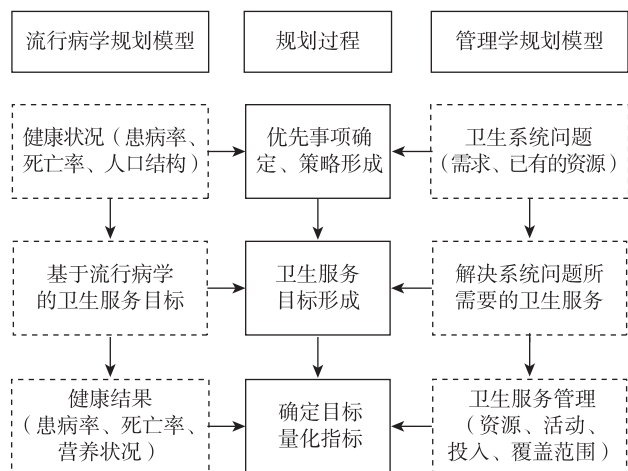 流行病学规划模型
规划过程
管理学规划模型
健康状况（患病率、
死亡率、人口结构）
优先事项确
定、策略形成
卫生系统问题
（需求、已有的资源）
基于流行病学
的卫生服务目标
卫生服务
目标形成
解决系统问题所
需要的卫生服务
健康结果
（患病率、死亡率、
营养状况）
确定目标
量化指标
卫生服务管理
（资源、活动、
投入、覆盖范围）